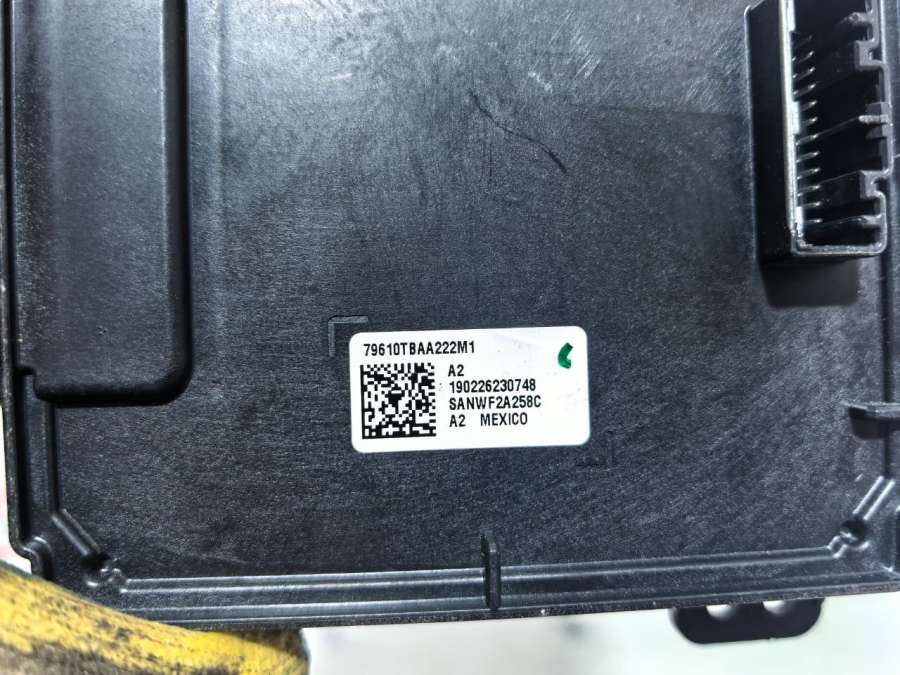 79610TBAA222M1
A2
190226230748
SANWF2A258C
A2 MEXICO